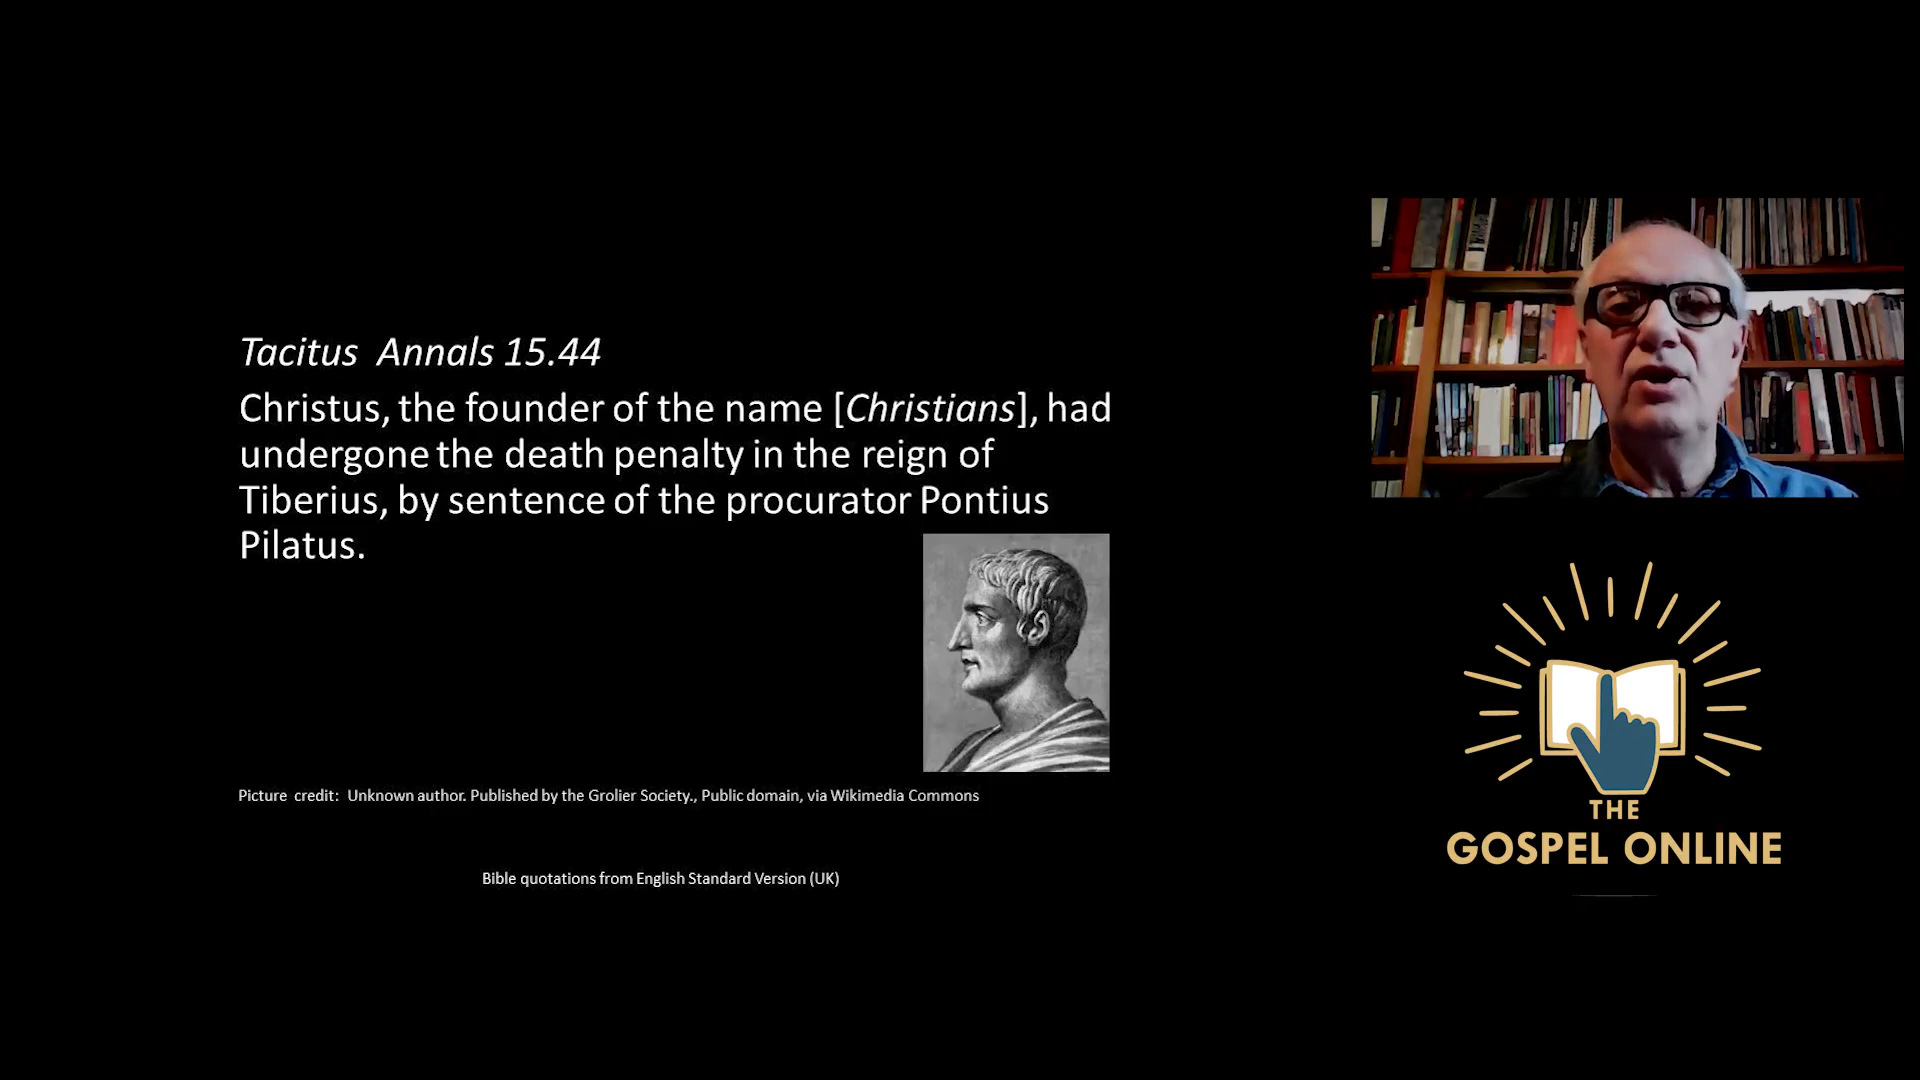 Tacitus Annals 15.44
Christus, the founder of the name [Christians], had
undergone the death penalty in the reign of
Tiberius, by sentence of the procurator Pontius
Pilatus.
Picture credit: Unknown author. Published by the Grolier Society., Public domain, via Wikimedia Commons
Bible quotations from English Standard Version (UK)
THE
GOSPEL ONLINE